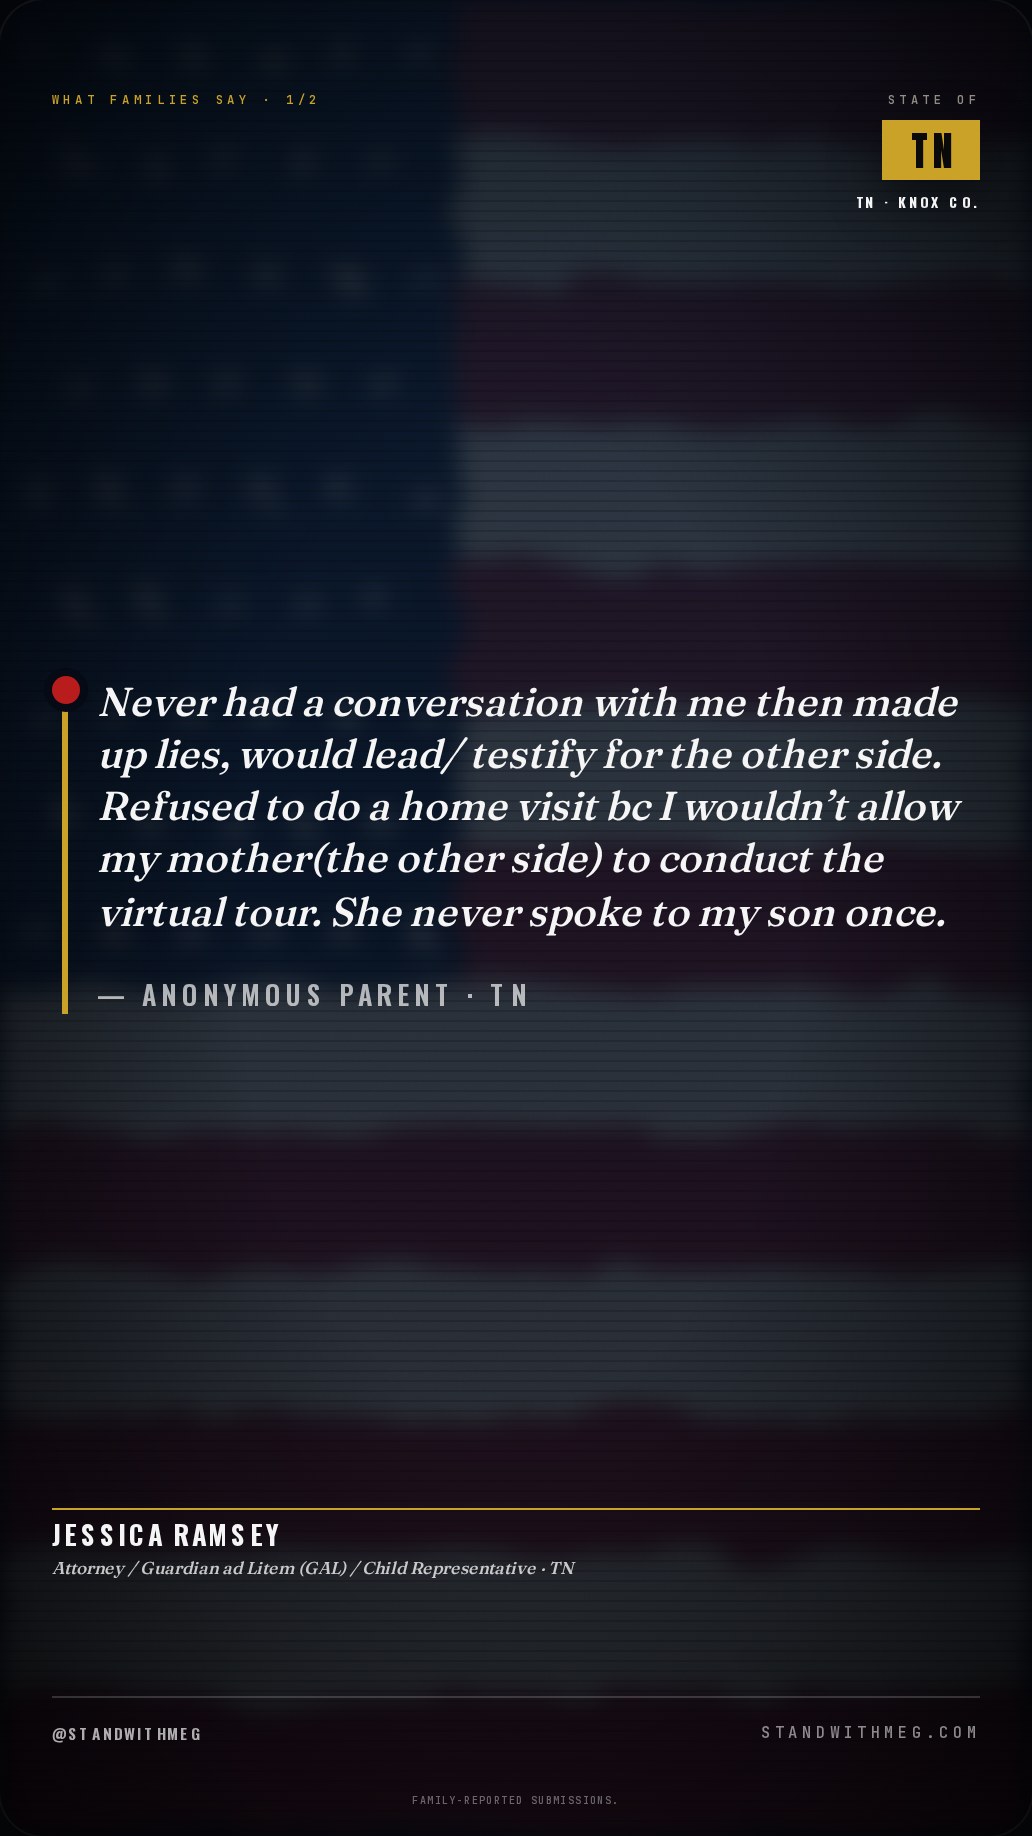 WHAT FAMILIES SAY · 1/2
STATE OF
TN
TN · KNOX CO.
Never had a conversation with me then made
up lies, would lead/ testify for the other side.
Refused to do a home visit bc I wouldn’t allow
my mother(the other side) to conduct the
virtual tour. She never spoke to my son once.
— ANONYMOUS PARENT · TN
JESSICA RAMSEY
Attorney / Guardian ad Litem (GAL) / Child Representative · TN
@STANDWITHMEG
STANDWITHMEG.COM
FAMILY-REPORTED SUBMISSIONS.